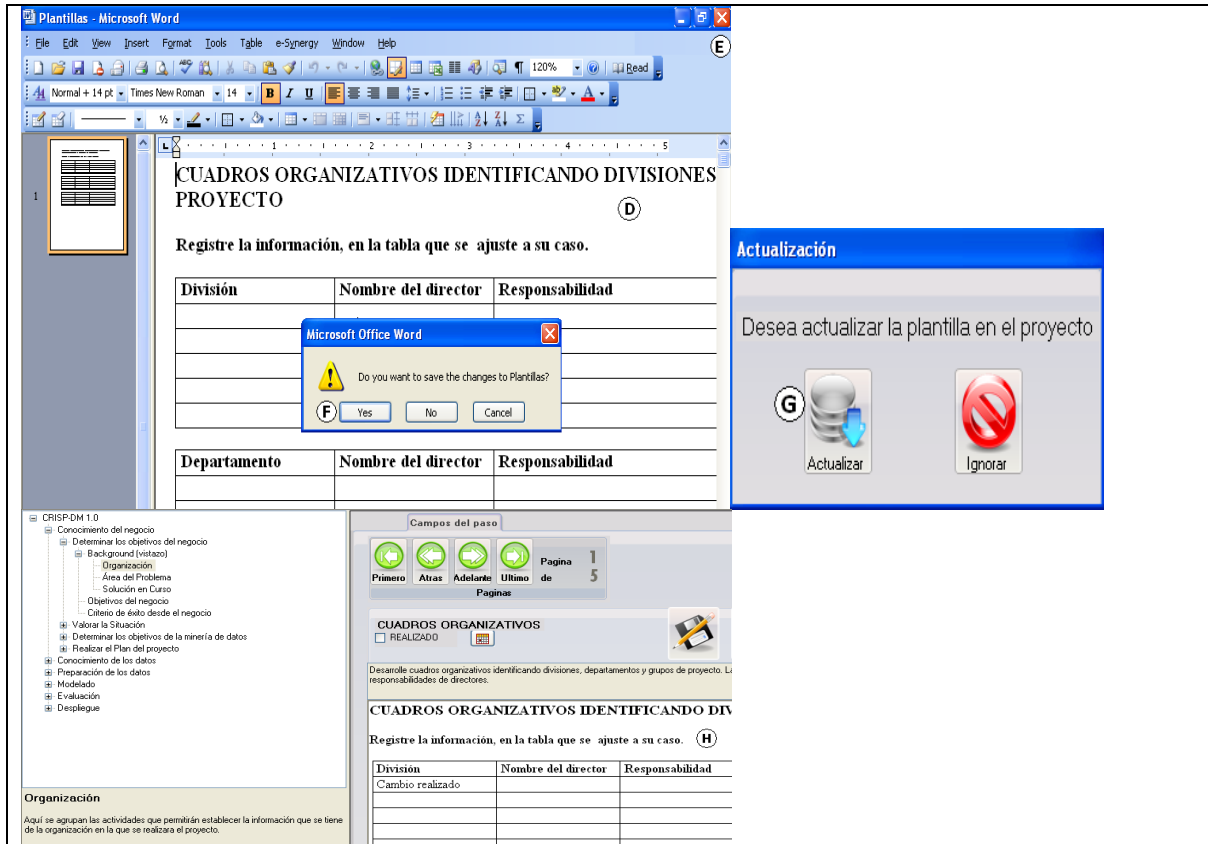 Plantillas - Microsoft Word
File Edit View Insert Format Tools Table e-Synergy Window Help
E
120% Read
Normal + 14 pt Times New Roman 14 B I U
½
1 2 3 4 5
1
CUADROS ORGANIZATIVOS IDENTIFICANDO DIVISIONES
PROYECTO
D
Registre la información, en la tabla que se ajuste a su caso.
División Nombre del director Responsabilidad
Microsoft Office Word
Do you want to save the changes to Plantillas?
F Yes No Cancel
Departamento Nombre del director Responsabilidad
Actualización
Desea actualizar la plantilla en el proyecto
G
Actualizar Ignorar
CRISP-DM 1.0
Conocimiento del negocio
Determinar los objetivos del negocio
Background (vistazo)
Organización
Área del Problema
Solución en Curso
Objetivos del negocio
Criterio de éxito desde el negocio
Valorar la Situación
Determinar los objetivos de la minería de datos
Realizar el Plan del proyecto
Conocimiento de los datos
Preparación de los datos
Modelado
Evaluación
Despliegue
Organización
Aquí se agrupan las actividades que permitirán establecer la información que se tiene
de la organización en la que se realizara el proyecto.
Campos del paso
Primero Atras Adelante Ultimo
Pagina 1
de 5
Paginas
CUADROS ORGANIZATIVOS
REALIZADO
Desarrolle cuadros organizativos identificando divisiones, departamentos y grupos de proyecto. La
responsabilidades de directores.
CUADROS ORGANIZATIVOS IDENTIFICANDO DIV
Registre la información, en la tabla que se ajuste a su caso. H
División Nombre del director Responsabilidad
Cambio realizado